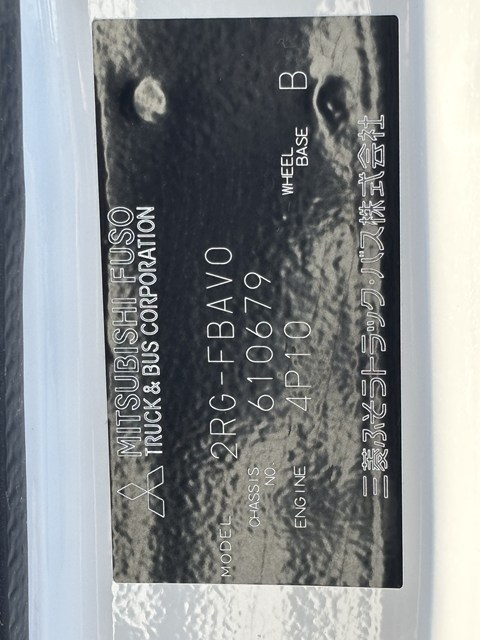 MITSUBISHI FUSO
TRUCK & BUS CORPORATION
MODEL 2RG-FBAV0
CHASSIS NO. 610679
ENGINE 4P10 WHEEL BASE B
三菱ふそうトラック・バス株式会社